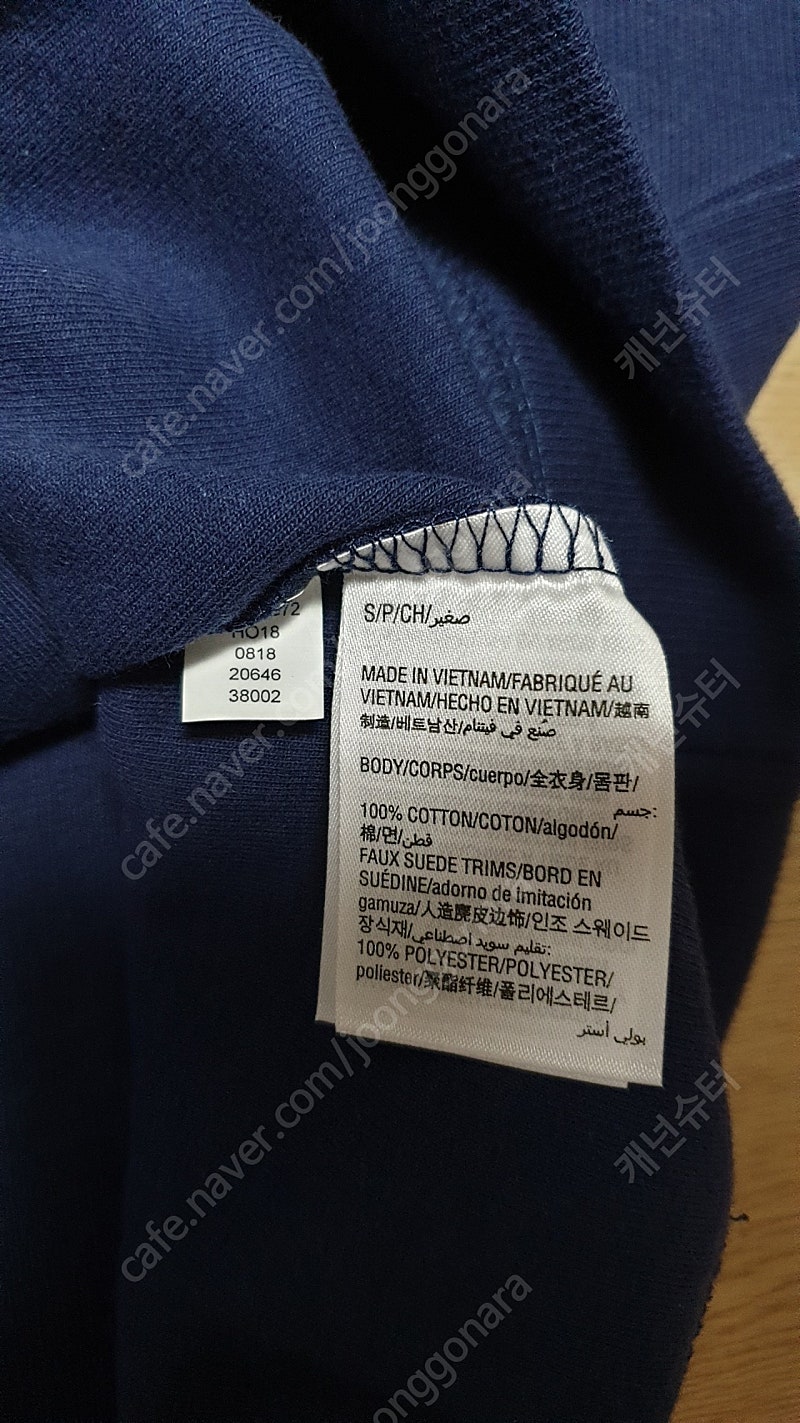 HO18
0818
20646
38002
S/P/CH/صغير
MADE IN VIETNAM/FABRIQUÉ AU
VIETNAM/HECHO EN VIETNAM/越南
制造/베트남산/صُنع في فيتنام
BODY/CORPS/cuerpo/全衣身/몸판/
جسم:
100% COTTON/COTON/algodón/
棉/면/قطن
FAUX SUEDE TRIMS/BORD EN
SUÉDINE/adorno de imitación
gamuza/人造麂皮边饰/인조 스웨이드
장식재/تقليم سويد اصطناعي:
100% POLYESTER/POLYESTER/
poliester/聚酯纤维/폴리에스테르/
بولي أستر
cafe.naver.com/joonggonara
캐넌슈터
cafe.naver.com/joonggonara
캐넌슈터
cafe.naver.com/joonggonara
캐넌슈터